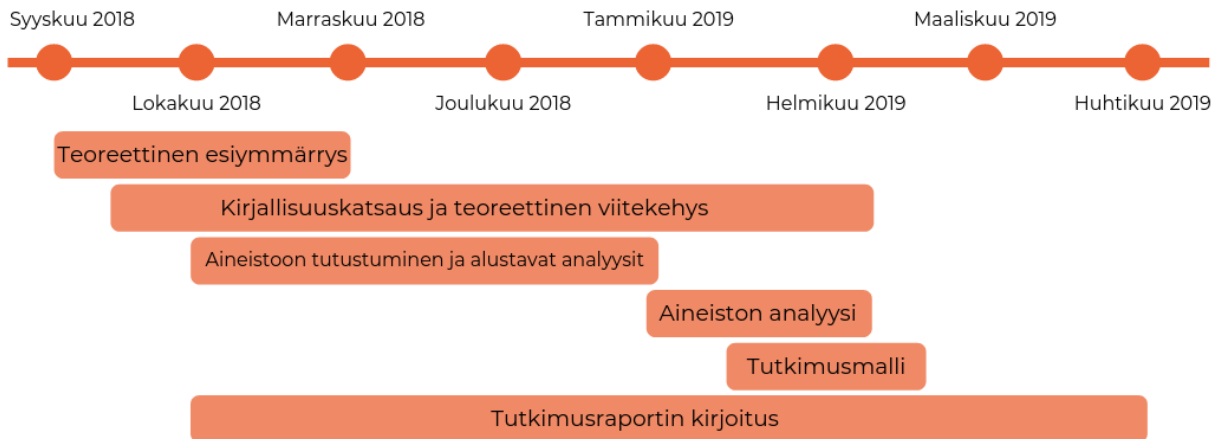 Syyskuu 2018
Marraskuu 2018
Tammikuu 2019
Maaliskuu 2019
Lokakuu 2018
Joulukuu 2018
Helmikuu 2019
Huhtikuu 2019
Teoreettinen esiymmärrys
Kirjallisuuskatsaus ja teoreettinen viitekehys
Aineistoon tutustuminen ja alustavat analyysit
Aineiston analyysi
Tutkimusmalli
Tutkimusraportin kirjoitus